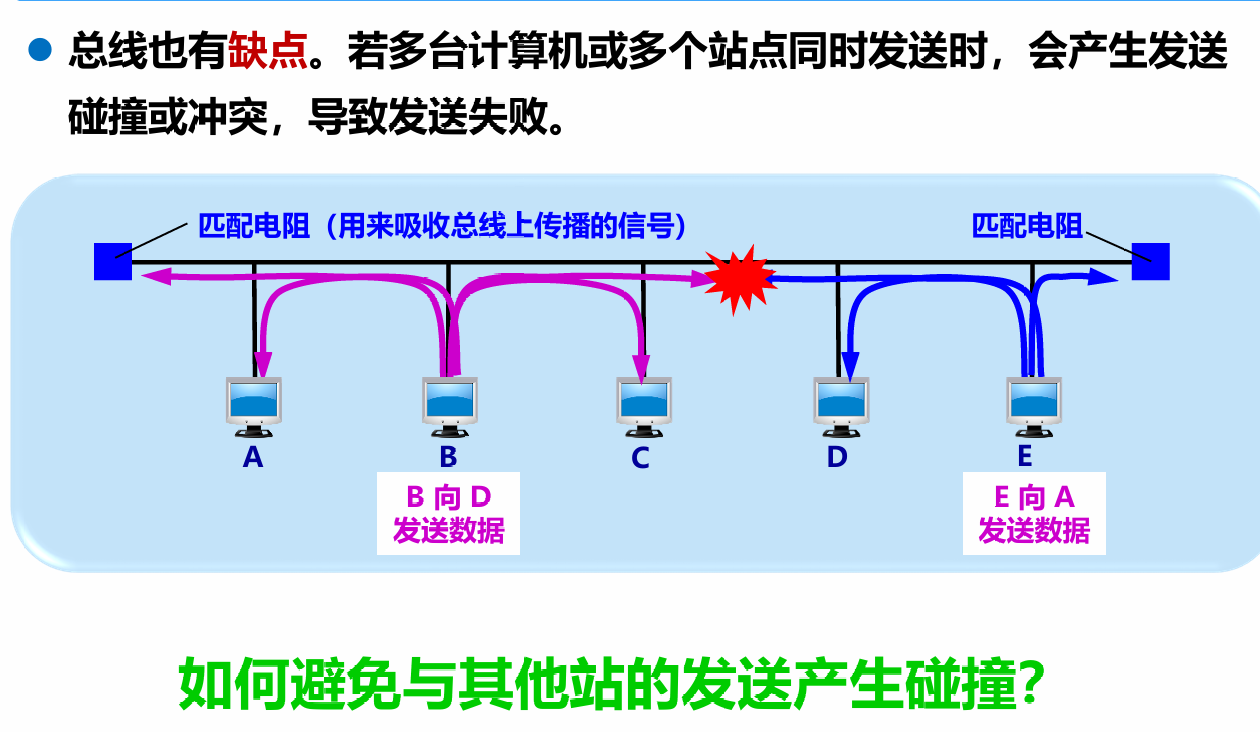 总线也有缺点。若多台计算机或多个站点同时发送时，会产生发送
碰撞或冲突，导致发送失败。
匹配电阻（用来吸收总线上传播的信号）
匹配电阻
A
B
C
D
E
B 向 D
发送数据
E 向 A
发送数据
如何避免与其他站的发送产生碰撞?